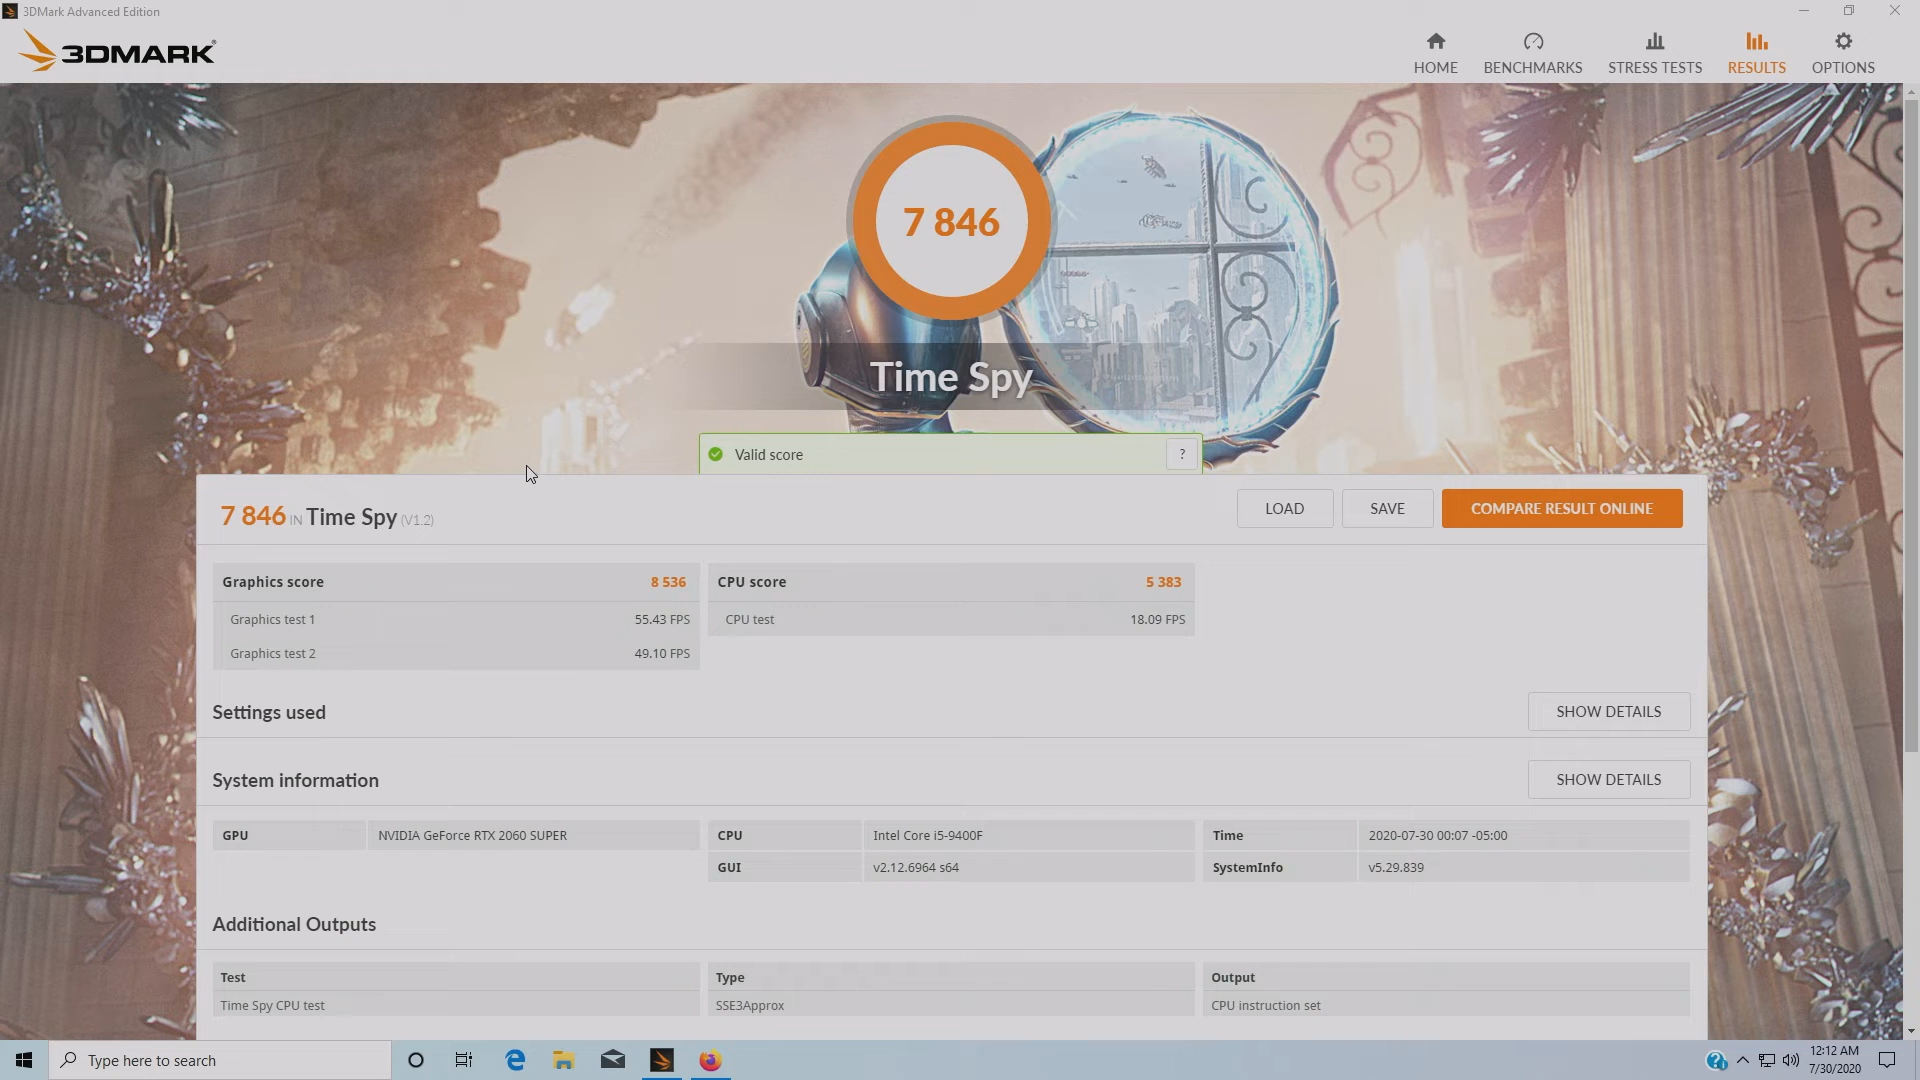 3DMark Advanced Edition
3DMARK
HOME
BENCHMARKS
STRESS TESTS
RESULTS
OPTIONS
7 846
Time Spy
Valid score
?
7 846 IN Time Spy (V1.2)
LOAD
SAVE
COMPARE RESULT ONLINE
Graphics score 8 536
Graphics test 1 55.43 FPS
Graphics test 2 49.10 FPS
CPU score 5 383
CPU test 18.09 FPS
Settings used
SHOW DETAILS
System information
SHOW DETAILS
GPU NVIDIA GeForce RTX 2060 SUPER
CPU Intel Core i5-9400F
Time 2020-07-30 00:07 -05:00
GUI v2.12.6964 s64
SystemInfo v5.29.839
Additional Outputs
Test Type Output
Time Spy CPU test SSE3Approx CPU instruction set
Type here to search
12:12 AM
7/30/2020